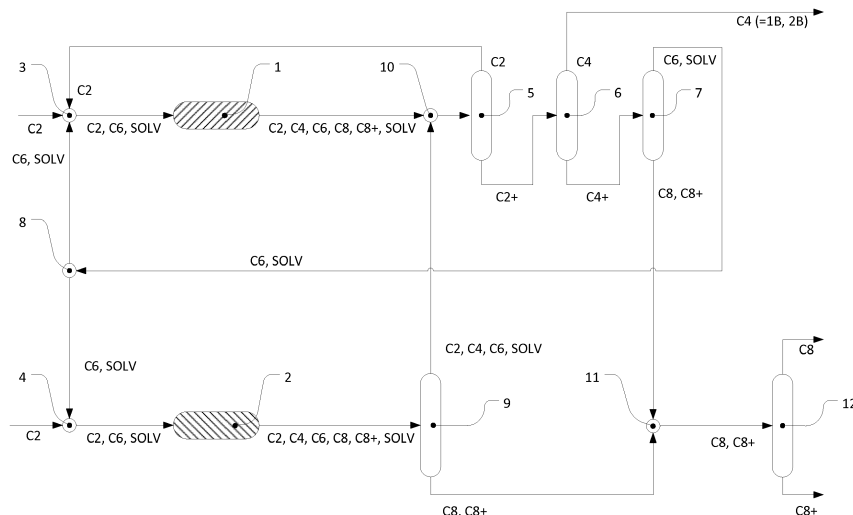 C4 (=1B, 2B)
C2
C4
C6, SOLV
3
1
10
5
6
7
C2
C2
C2, C6, SOLV
C2, C4, C6, C8, C8+, SOLV
C6, SOLV
C2+
C4+
C8, C8+
8
C6, SOLV
C6, SOLV
C2, C4, C6, SOLV
C8
4
2
9
11
12
C2
C2, C6, SOLV
C2, C4, C6, C8, C8+, SOLV
C8, C8+
C8, C8+
C8+